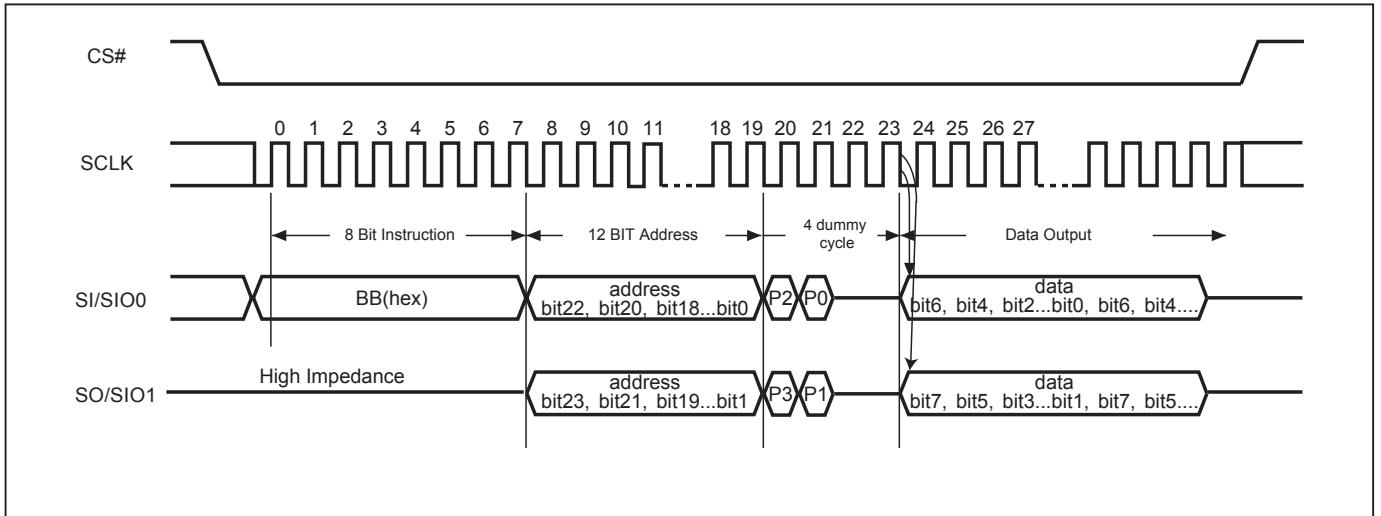 CS#
0 1 2 3 4 5 6 7 8 9 10 11 18 19 20 21 22 23 24 25 26 27
SCLK
8 Bit Instruction
12 BIT Address
4 dummy
cycle
Data Output
SI/SIO0
BB(hex)
address
bit22, bit20, bit18...bit0
P2
P0
data
bit6, bit4, bit2...bit0, bit6, bit4....
SO/SIO1
High Impedance
address
bit23, bit21, bit19...bit1
P3
P1
data
bit7, bit5, bit3...bit1, bit7, bit5....